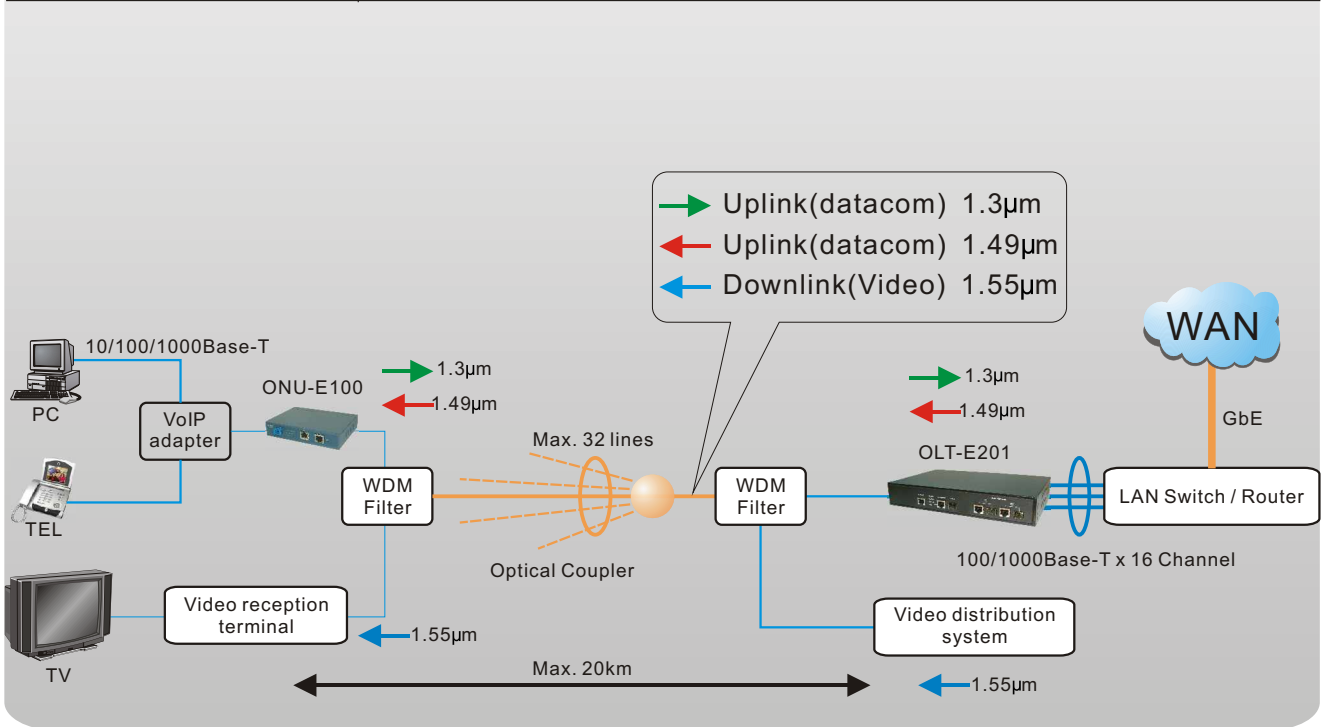 Uplink(datacom) 1.3µm
Uplink(datacom) 1.49µm
Downlink(Video) 1.55µm
WAN
GbE
10/100/1000Base-T
PC
ONU-E100
1.3µm
1.49µm
VoIP
adapter
TEL
WDM
Filter
Max. 32 lines
Optical Coupler
WDM
Filter
1.3µm
1.49µm
OLT-E201
LAN Switch / Router
100/1000Base-T x 16 Channel
Video reception
terminal
1.55µm
TV
Video distribution
system
Max. 20km
1.55µm